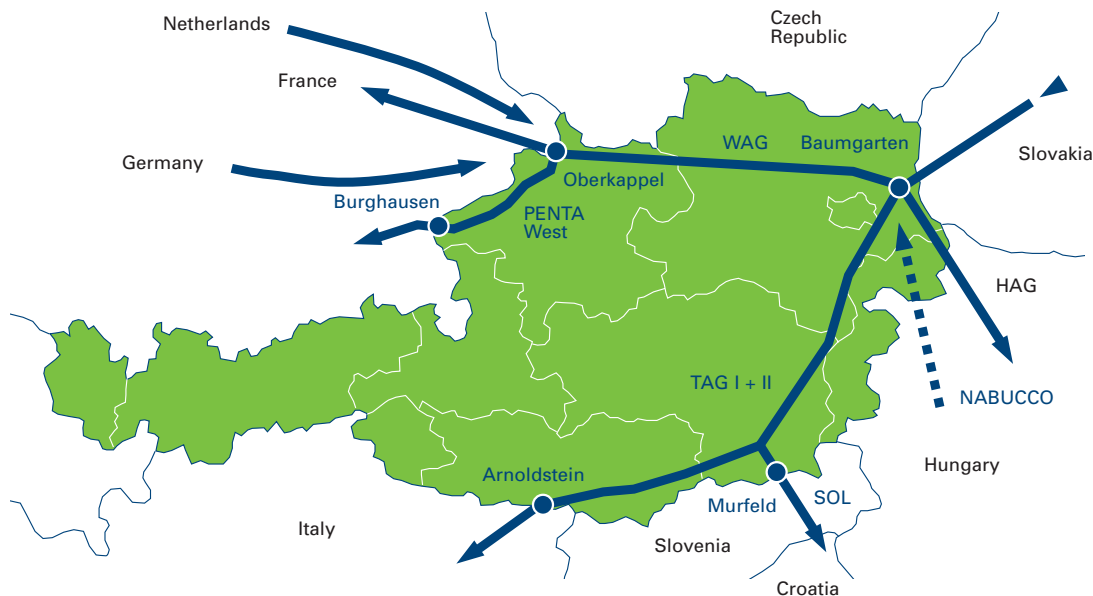 Netherlands
Czech
Republic
France
WAG
Baumgarten
Germany
Slovakia
Oberkappel
Burghausen
PENTA
West
HAG
TAG I + II
NABUCCO
Hungary
Arnoldstein
Murfeld
SOL
Italy
Slovenia
Croatia